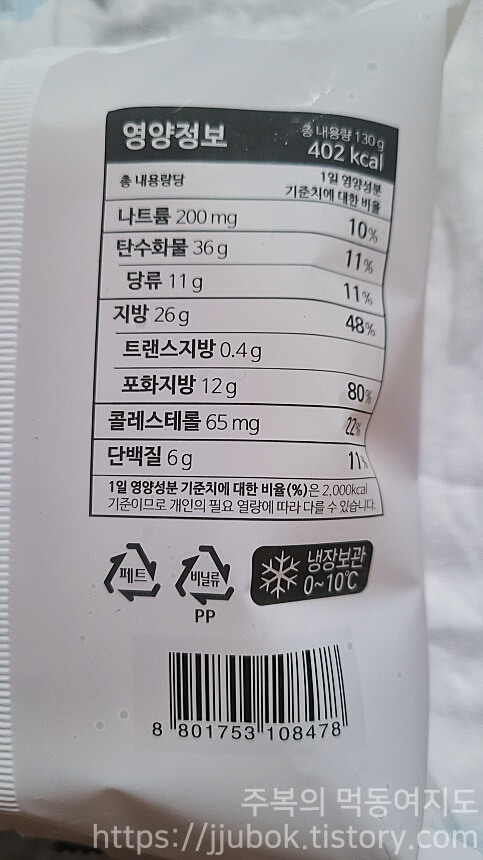 영양정보
총 내용량 130 g
402 kcal
총 내용량당
1일 영양성분
기준치에 대한 비율
나트륨 200 mg 10%
탄수화물 36 g 11%
당류 11 g 11%
지방 26 g 48%
트랜스지방 0.4 g
포화지방 12 g 80%
콜레스테롤 65 mg 22%
단백질 6 g 11%
1일 영양성분 기준치에 대한 비율(%)은 2,000kcal
기준이므로 개인의 필요 열량에 따라 다를 수 있습니다.
페트
비닐류
PP
냉장보관
0~10℃
8 801753 108478
주복의 먹동여지도
https://jjubok.tistory.com